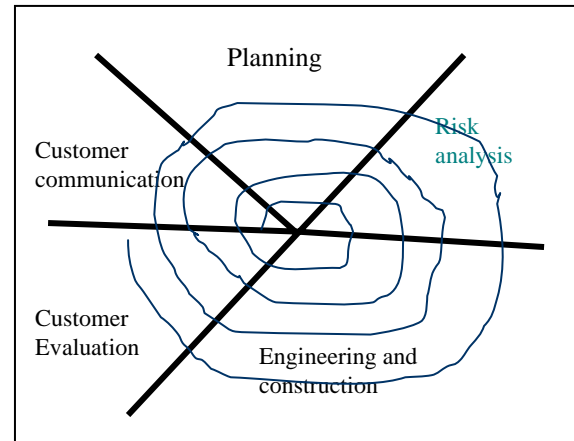 Planning
Risk
analysis
Customer
communication
Customer
Evaluation
Engineering and
construction